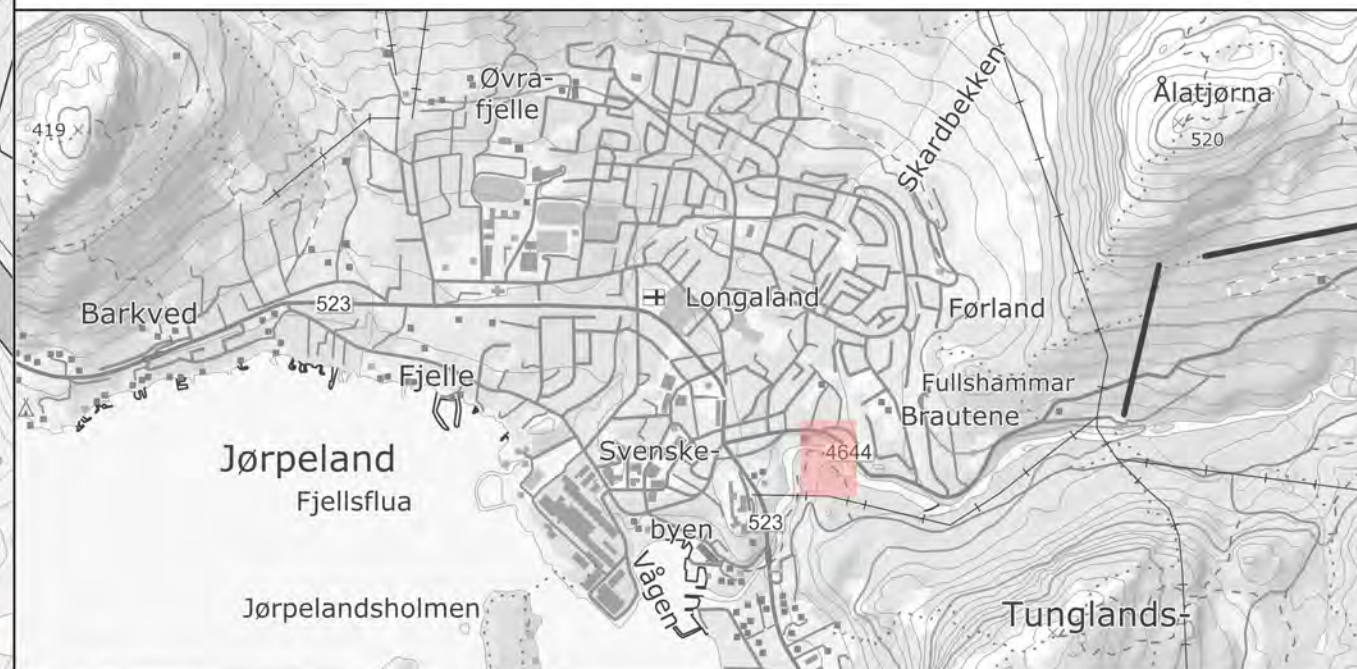 Øvra-
fjelle
Skardbekken
Ålatjørna
520
419
Barkved
523
Longaland
Førland
Fjelle
Fullshammar
Brautene
Jørpeland
Fjellsflua
Svenske-
byen
4644
523
Vågen
Jørpelandsholmen
Tunglands-